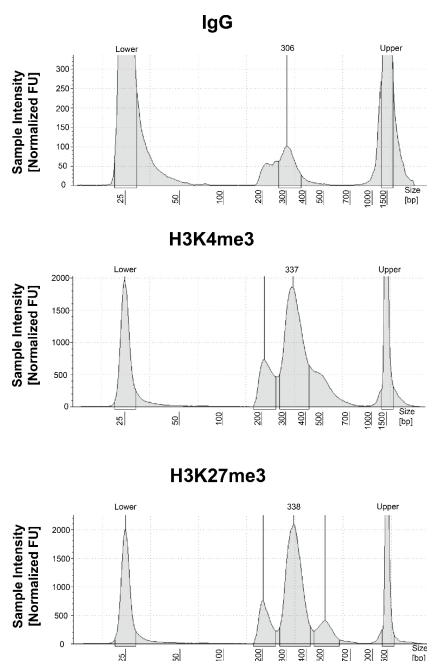 IgG
Lower 306 Upper
Sample Intensity
[Normalized FU]
300
250
200
150
100
50
0
25 50 100 200 300 400 500 700 1000 1500 Size
[bp]
H3K4me3
Lower 337 Upper
Sample Intensity
[Normalized FU]
2000
1500
1000
500
0
25 50 100 200 300 400 500 700 1000 1500 Size
[bp]
H3K27me3
Lower 338 Upper
Sample Intensity
[Normalized FU]
2000
1500
1000
500
0
25 50 100 200 300 400 500 700 1000 Size
[bp]